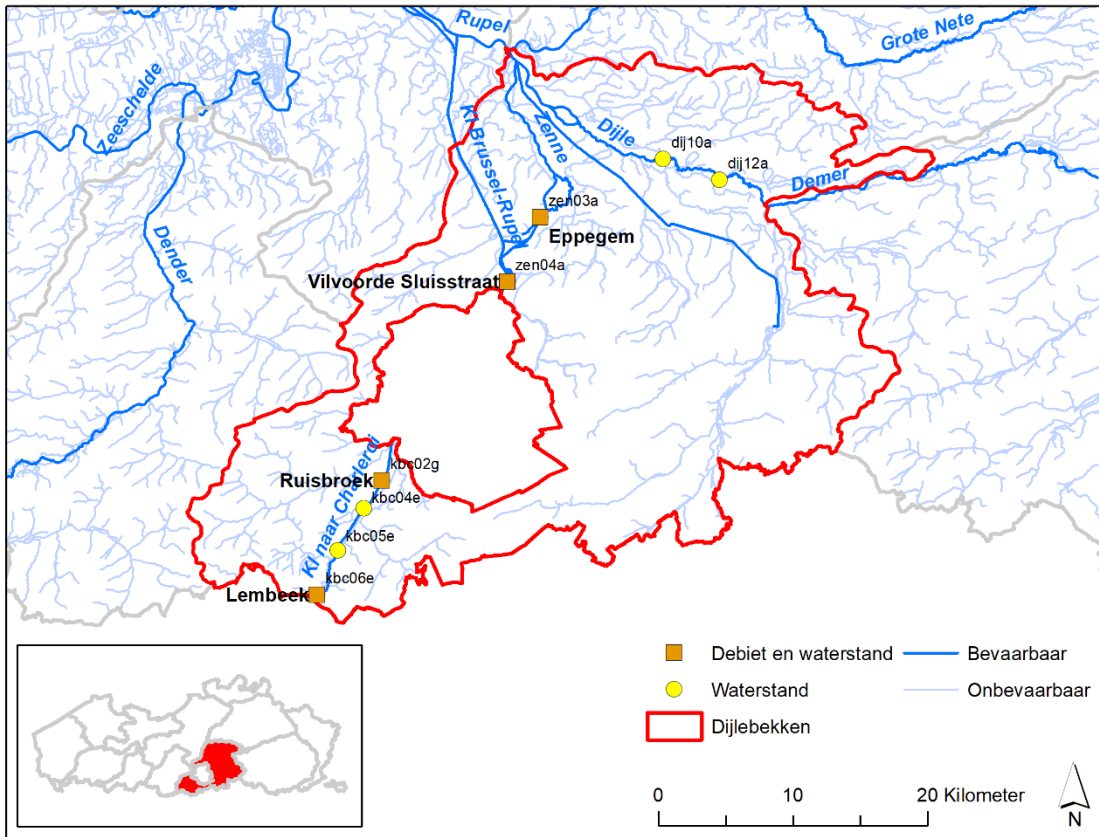 Rupel
Grote Nete
Zeeschelde
Kl Brussel-Rupel
Zenne
Dijle
dij10a
dij12a
Demer
zen03a
Eppegem
Dender
zen04a
Vilvoorde Sluisstraat
kbc02g
Ruisbroek
kbc04e
Kl naar Charleroi
kbc05e
kbc06e
Lembeek
Debiet en waterstand
Bevaarbaar
Waterstand
Onbevaarbaar
Dijlebekken
0 10 20 Kilometer
N